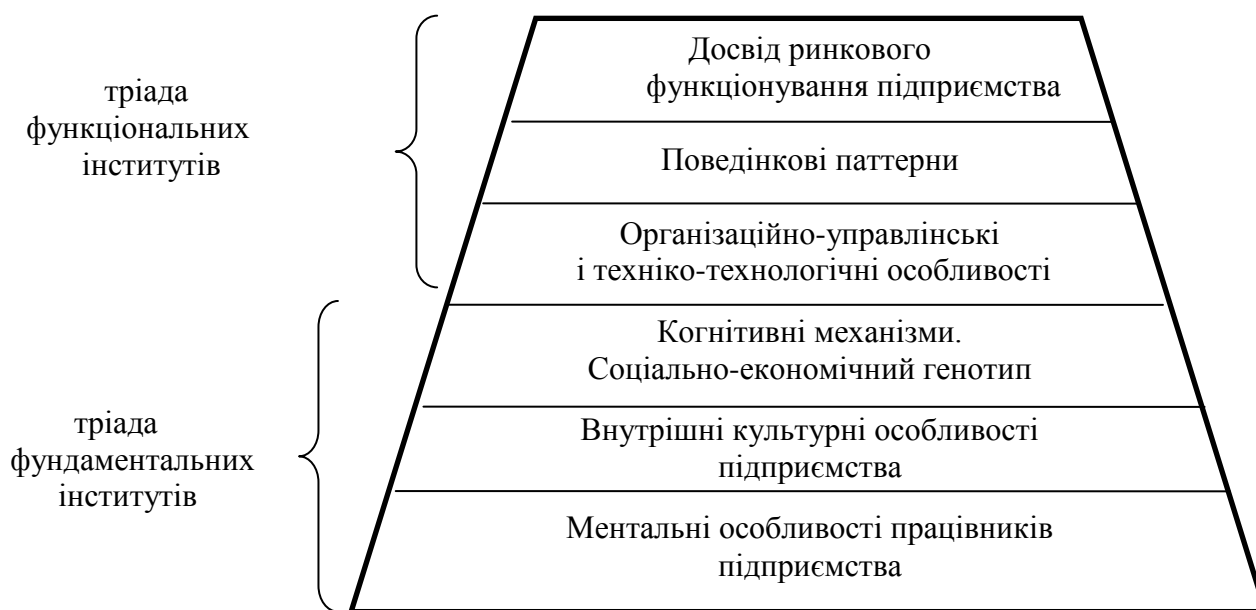 тріада
функціональних
інститутів
Досвід ринкового
функціонування підприємства
Поведінкові паттерни
Організаційно-управлінські
і техніко-технологічні особливості
тріада
фундаментальних
інститутів
Когнітивні механізми.
Соціально-економічний генотип
Внутрішні культурні особливості
підприємства
Ментальні особливості працівників
підприємства